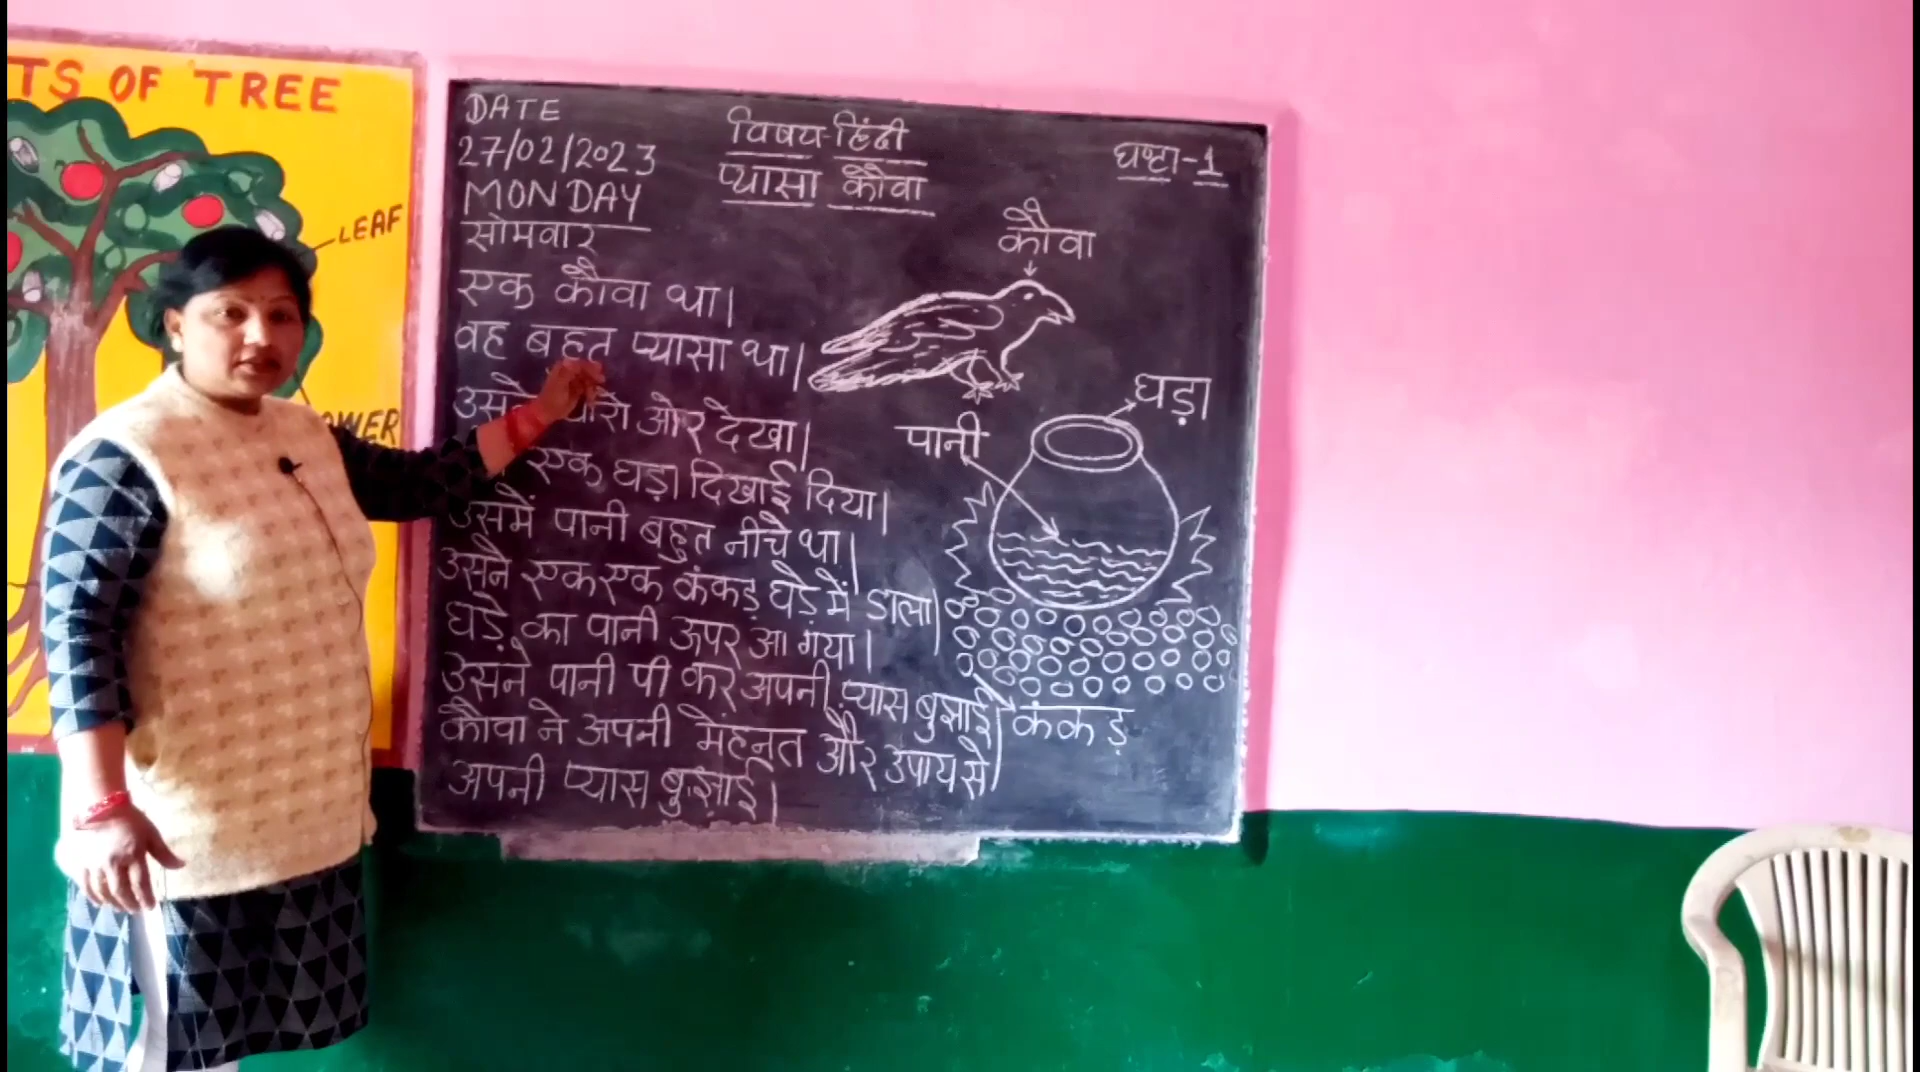 TS OF TREE
LEAF
OWER
DATE
27/02/2023
MONDAY
सोमवार
विषय-हिंदी
प्यासा कौवा
घण्टा-1
एक कौवा था।
वह बहुत प्यासा था।
ओर देखा।
एक घड़ा दिखाई दिया।
उसमें पानी बहुत नीचे था।
उसने एक एक कंकड़ घड़े में डाला।
घड़े का पानी ऊपर आ गया।
उसने पानी पी कर अपनी प्यास बुझाई।
कौवा ने अपनी मेंहनत और उपाय से
अपनी प्यास बुझाई।
कौवा
घड़ा
पानी
कंकड़